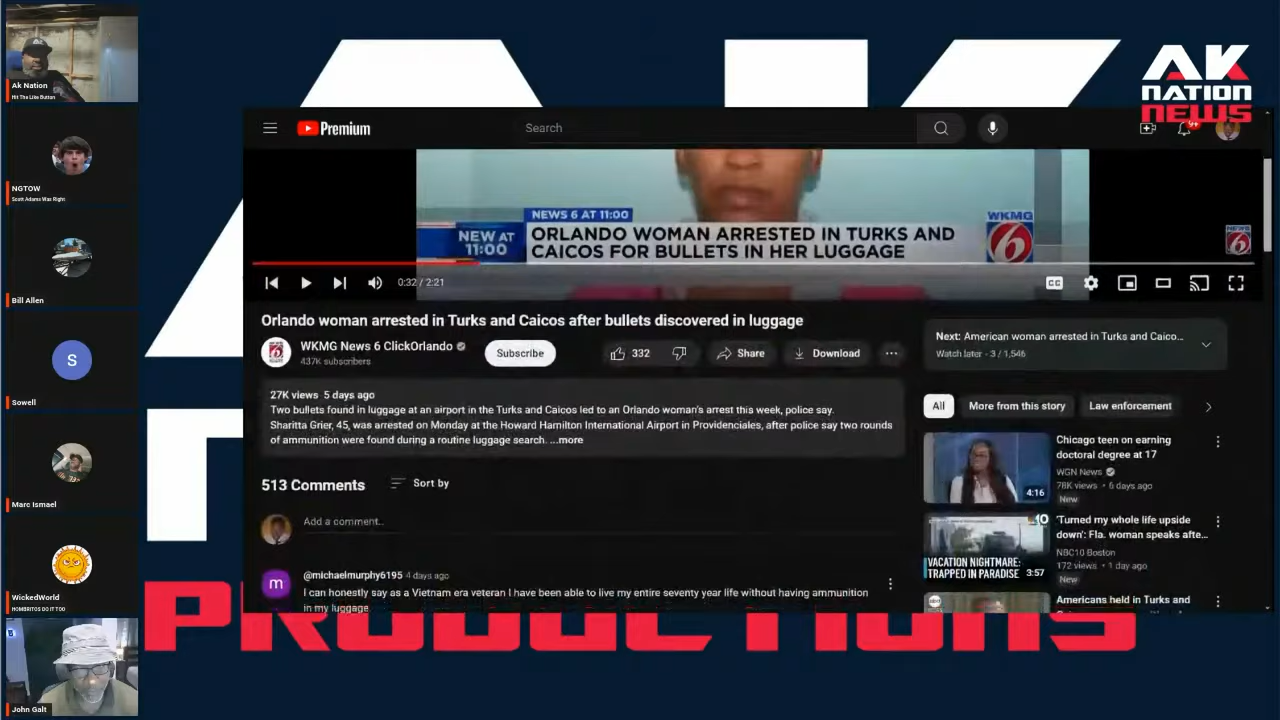 Ak Nation
Hit The Like Button
NGTOW
Scott Adams Was Right
Bill Allen
S
Sowell
Marc Ismael
WickedWorld
HOMBRITOS DO IT TOO
John Galt
AK
NATION
NEWS
Premium
Search
9+
NEWS 6 AT 11:00
NEW AT
11:00
ORLANDO WOMAN ARRESTED IN TURKS AND
CAICOS FOR BULLETS IN HER LUGGAGE
WKMG
6
NEWS
6
0:32 / 2:21
CC
Orlando woman arrested in Turks and Caicos after bullets discovered in luggage
WKMG News 6 ClickOrlando
437K subscribers
Subscribe
332
Share
Download
27K views 5 days ago
Two bullets found in luggage at an airport in the Turks and Caicos led to an Orlando woman's arrest this week, police say.
Sharitta Grier, 45, was arrested on Monday at the Howard Hamilton International Airport in Providenciales, after police say two rounds
of ammunition were found during a routine luggage search. ...more
513 Comments
Sort by
Add a comment..
m
@michaelmurphy6195 4 days ago
I can honestly say as a Vietnam era veteran I have been able to live my entire seventy year life without having ammunition
in my luggage.
Next: American woman arrested in Turks and Caico...
Watch later - 3 / 1,546
All
More from this story
Law enforcement
Chicago teen on earning
doctoral degree at 17
WGN News
78K views • 6 days ago
New
4:16
'Turned my whole life upside
down': Fla. woman speaks afte...
NBC10 Boston
172 views • 1 day ago
New
10
VACATION NIGHTMARE:
TRAPPED IN PARADISE
3:57
Americans held in Turks and
PRODUCTIONS